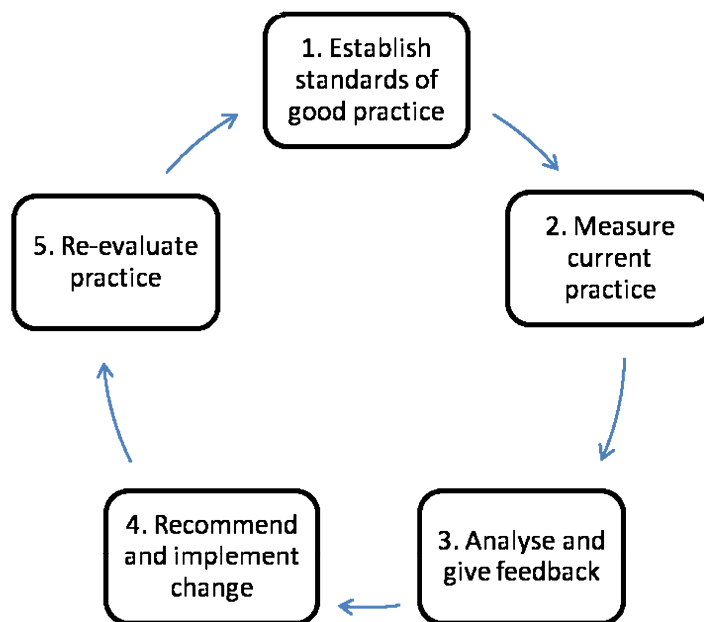 1. Establish
standards of
good practice
2. Measure
current
practice
3. Analyse and
give feedback
4. Recommend
and implement
change
5. Re-evaluate
practice